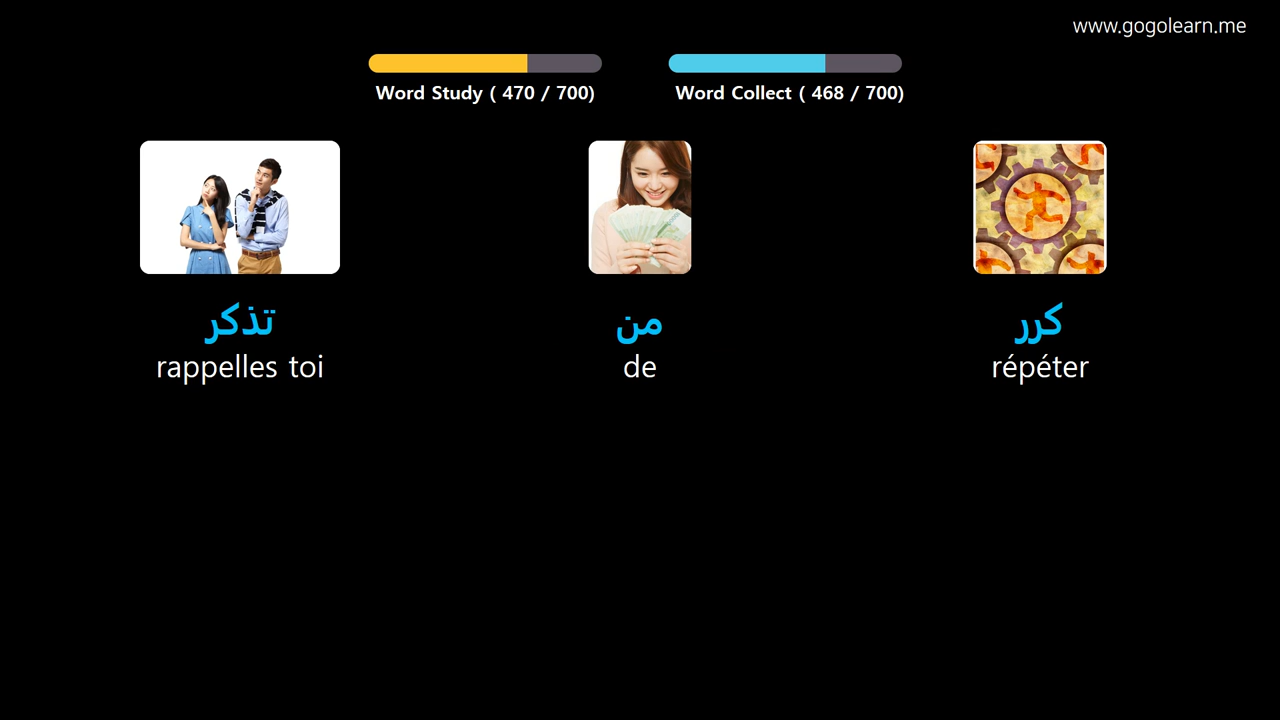 www.gogolearn.me
Word Study ( 470 / 700)
Word Collect ( 468 / 700)
تذكر
rappelles toi
من
de
كرر
répéter